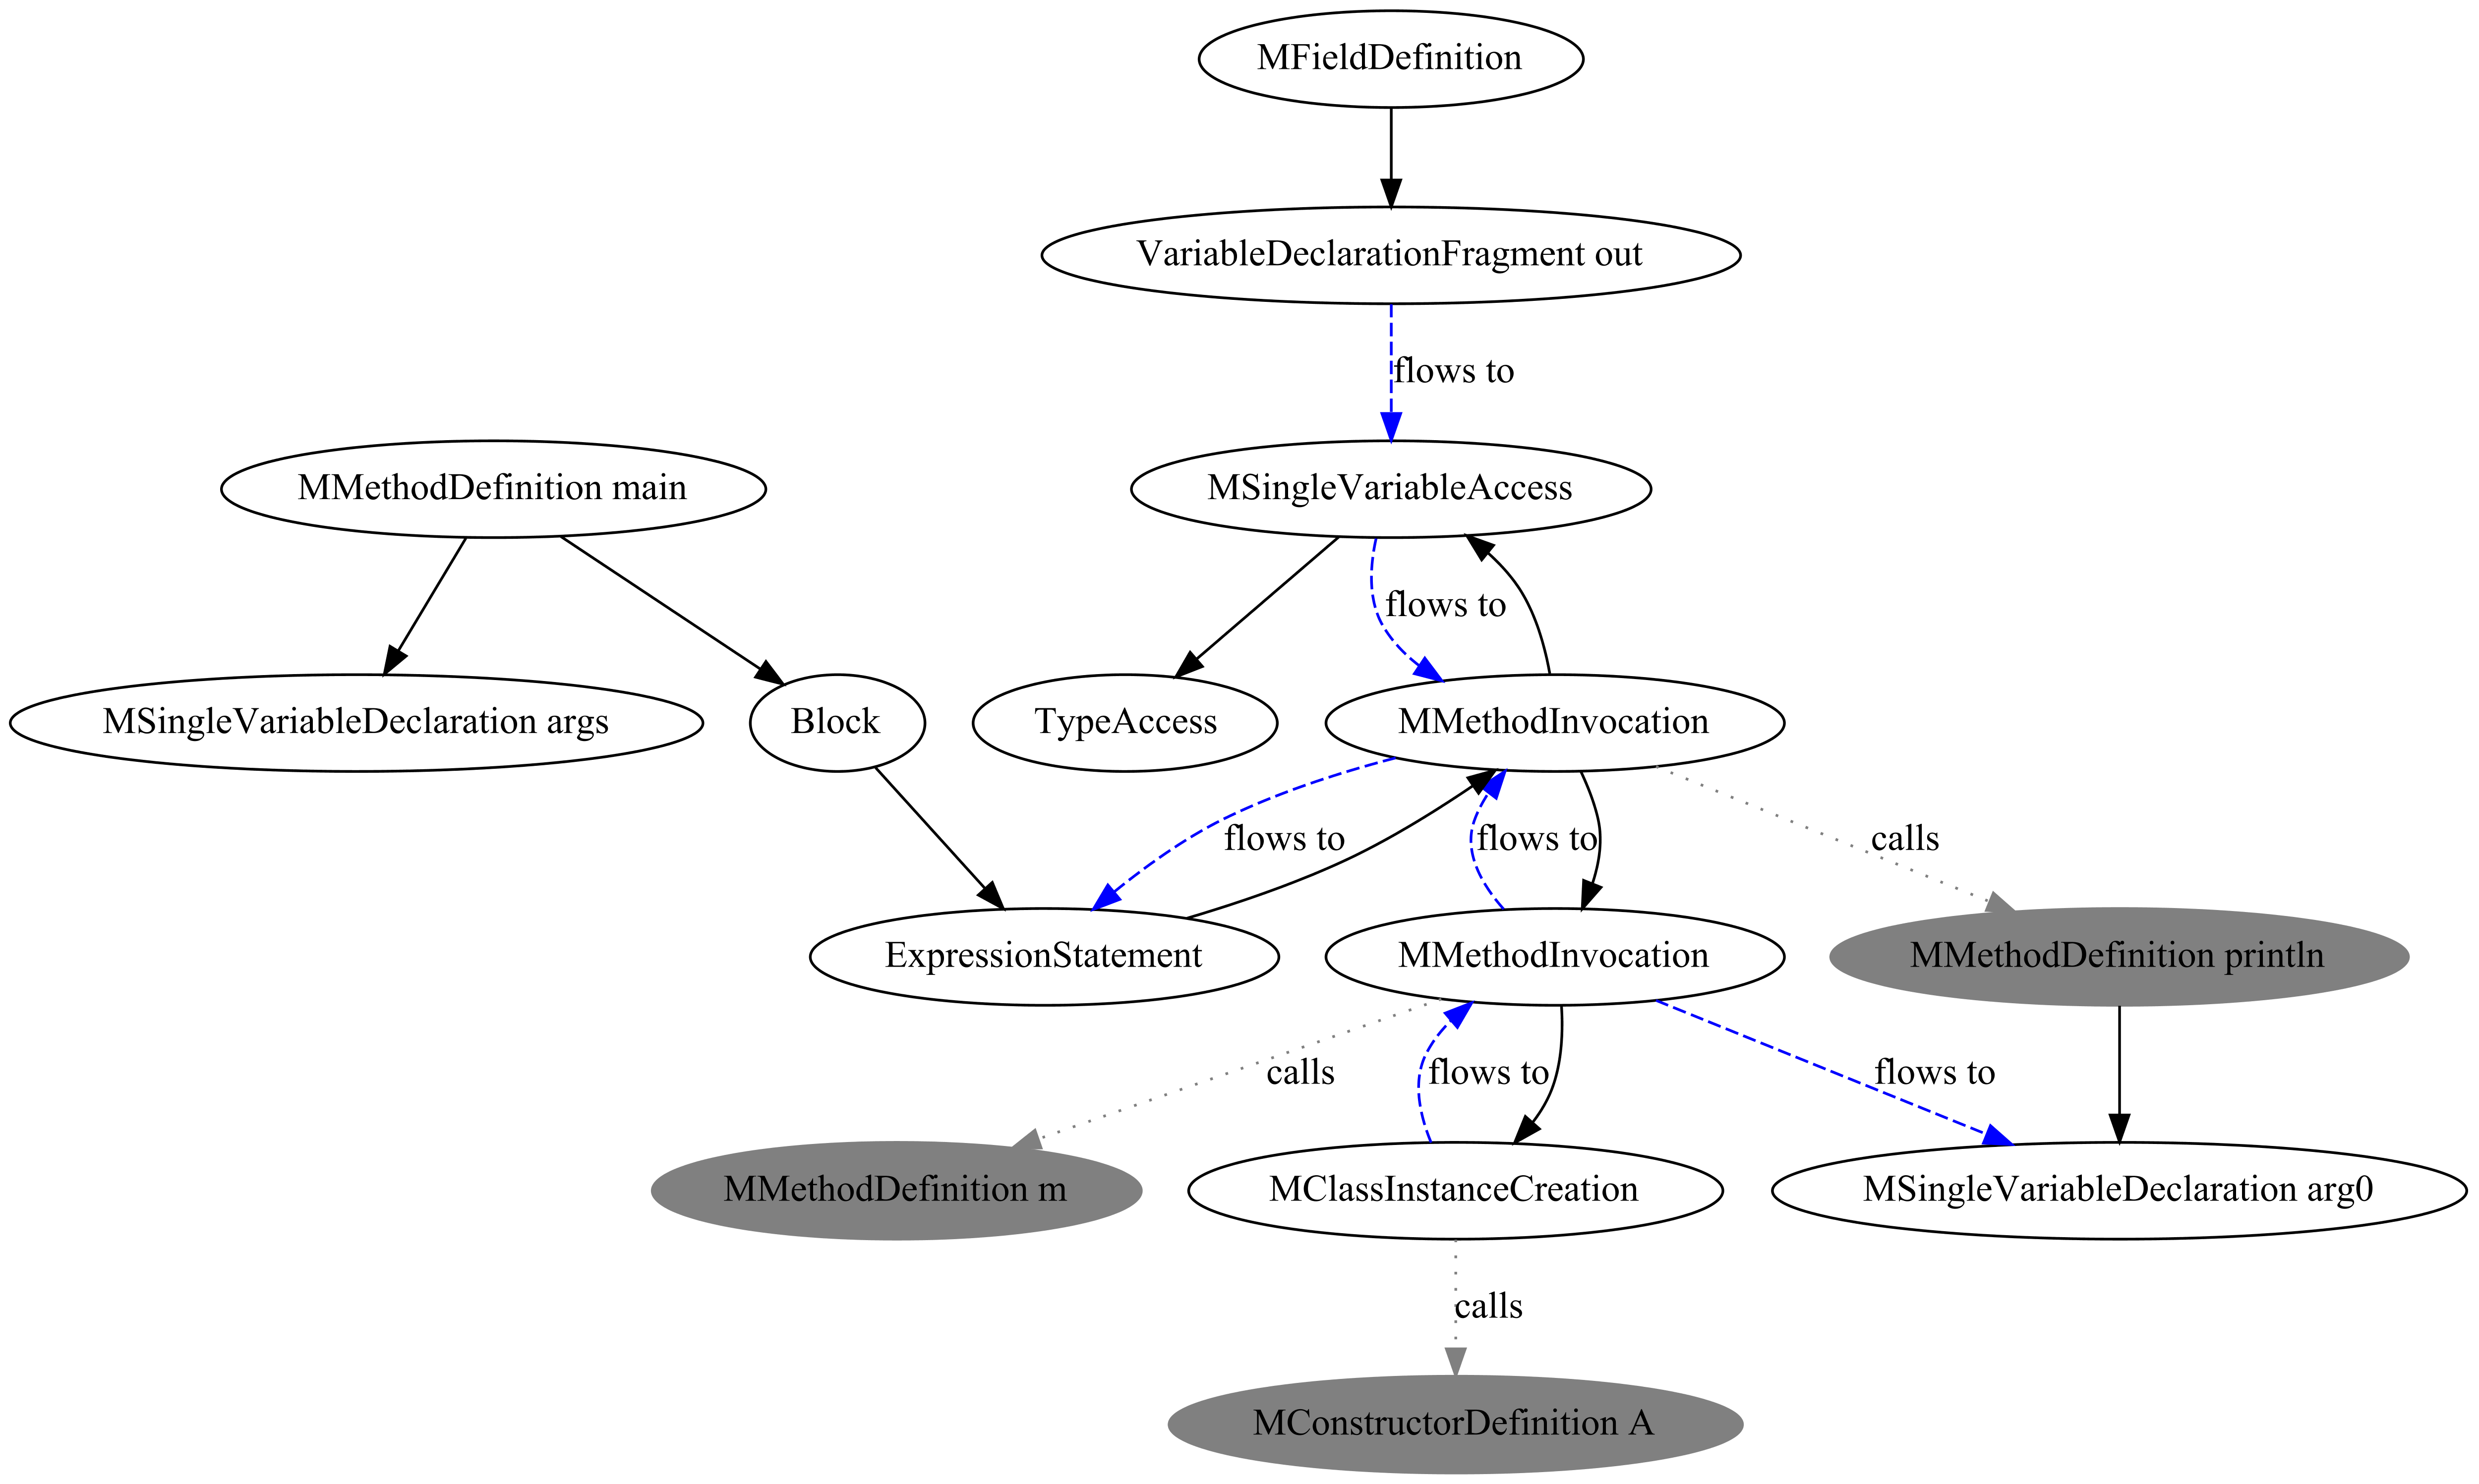 MFieldDefinition
VariableDeclarationFragment out
flows to
MMethodDefinition main
MSingleVariableAccess
flows to
MSingleVariableDeclaration args
Block
TypeAccess
MMethodInvocation
flows to
flows to
calls
ExpressionStatement
MMethodInvocation
MMethodDefinition println
calls
flows to
flows to
MMethodDefinition m
MClassInstanceCreation
MSingleVariableDeclaration arg0
calls
MConstructorDefinition A